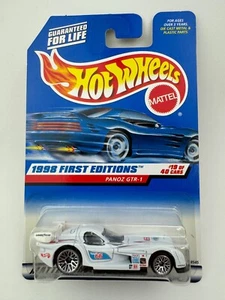 GUARANTEED
FOR LIFE
FOR AGES
OVER 3 YEARS
DIE CAST METAL &
PLASTIC PARTS
Hot Wheels
MATTEL
1998 FIRST EDITIONS™
PANOZ GTR-1
#19 of
40 CARS